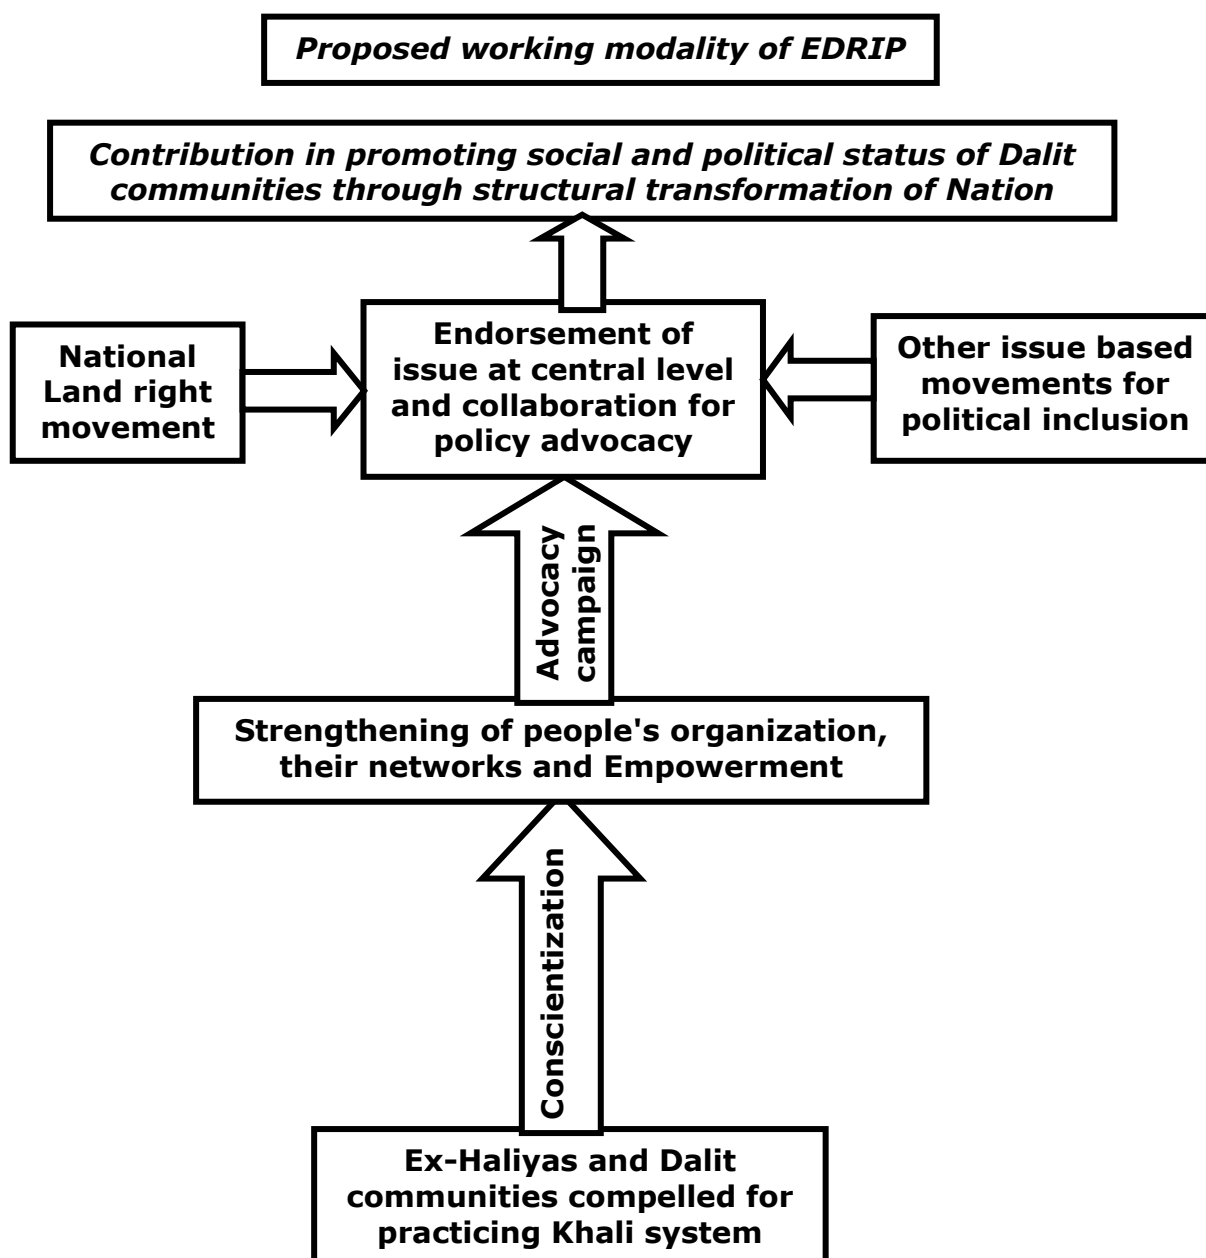 Proposed working modality of EDRIP
Contribution in promoting social and political status of Dalit
communities through structural transformation of Nation
National
Land right
movement
Endorsement of
issue at central level
and collaboration for
policy advocacy
Other issue based
movements for
political inclusion
Advocacy
campaign
Strengthening of people's organization,
their networks and Empowerment
Conscientization
Ex-Haliyas and Dalit
communities compelled for
practicing Khali system